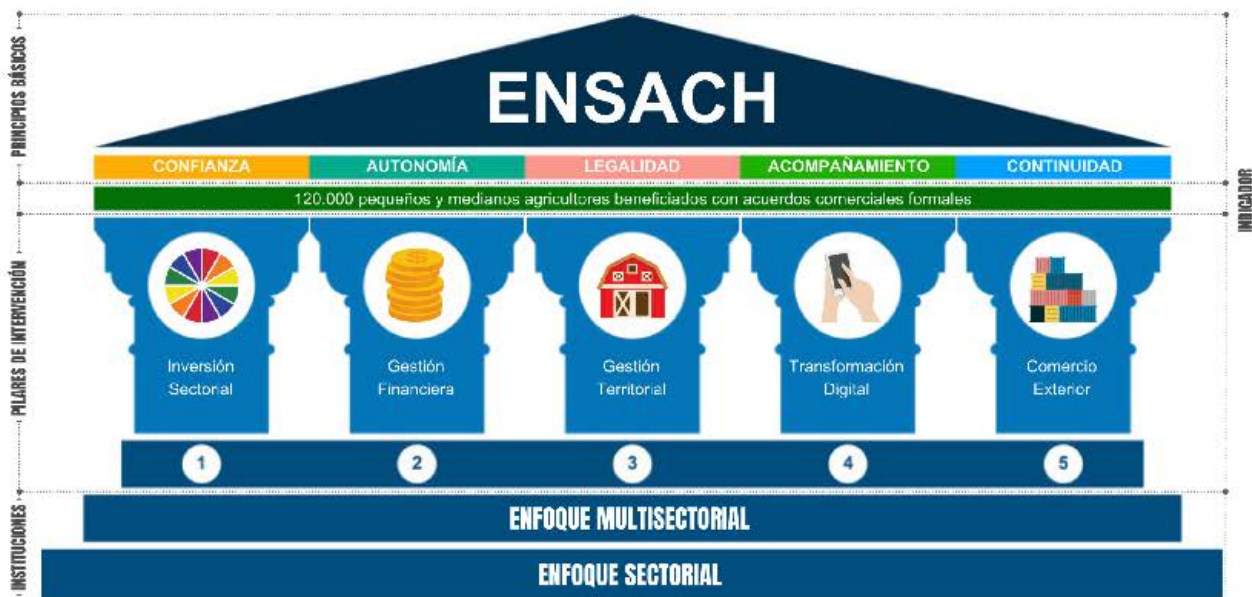 PRINCIPIOS BÁSICOS
ENSACH
CONFIANZA
AUTONOMÍA
LEGALIDAD
ACOMPAÑAMIENTO
CONTINUIDAD
120.000 pequeños y medianos agricultores beneficiados con acuerdos comerciales formales
INDICADOR
PILARES DE INTERVENCIÓN
$
Inversión
Sectorial
Gestión
Financiera
Gestión
Territorial
Transformación
Digital
Comercio
Exterior
1
2
3
4
5
INSTITUCIONES
ENFOQUE MULTISECTORIAL
ENFOQUE SECTORIAL